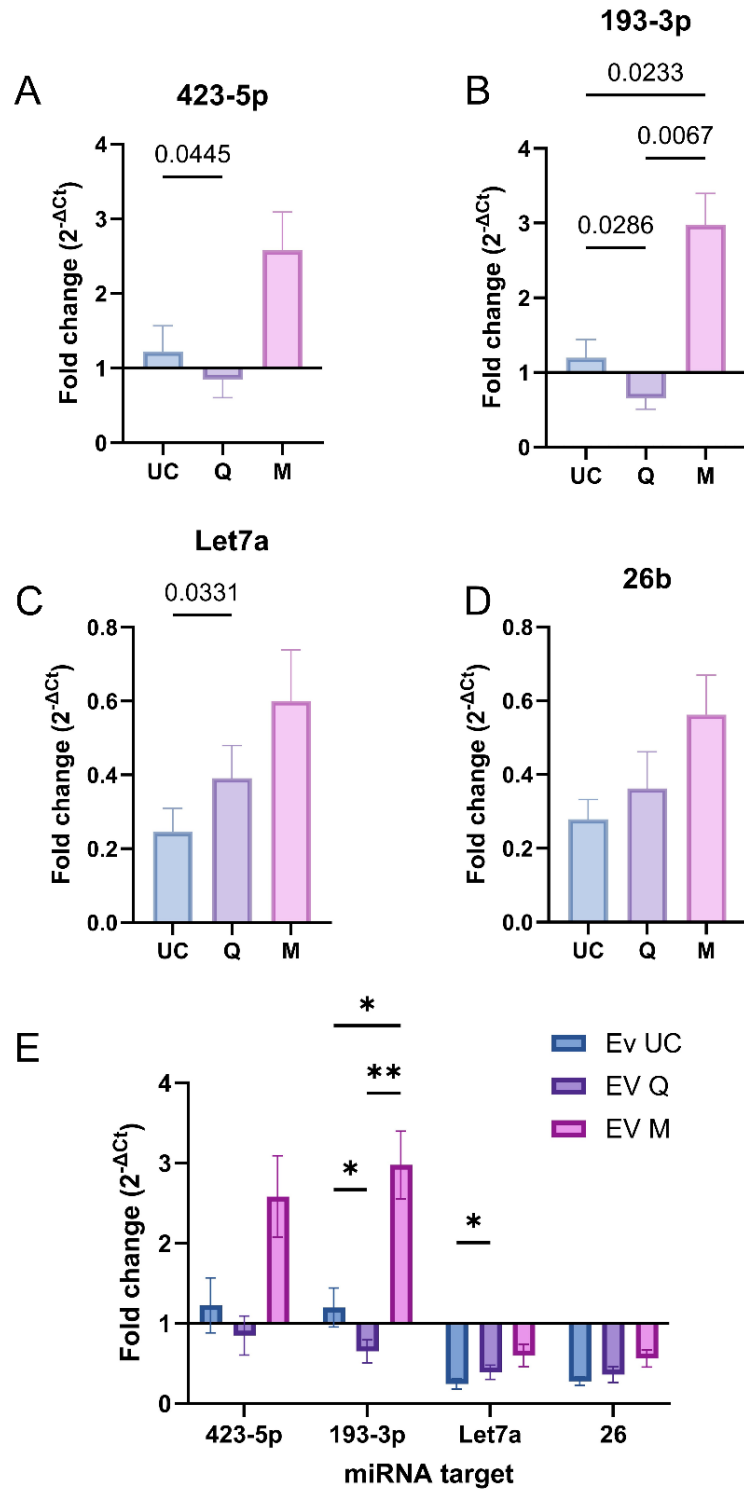 A
423-5p
0.0445
Fold change (2^-ΔCt)
4
3
2
1
0
UC Q M
B
193-3p
0.0233
0.0067
0.0286
Fold change (2^-ΔCt)
4
3
2
1
0
UC Q M
C
Let7a
0.0331
Fold change (2^-ΔCt)
0.8
0.6
0.4
0.2
0.0
UC Q M
D
26b
Fold change (2^-ΔCt)
0.8
0.6
0.4
0.2
0.0
UC Q M
E
*
**
*
*
Ev UC
EV Q
EV M
Fold change (2^-ΔCt)
4
3
2
1
0
423-5p 193-3p Let7a 26
miRNA target